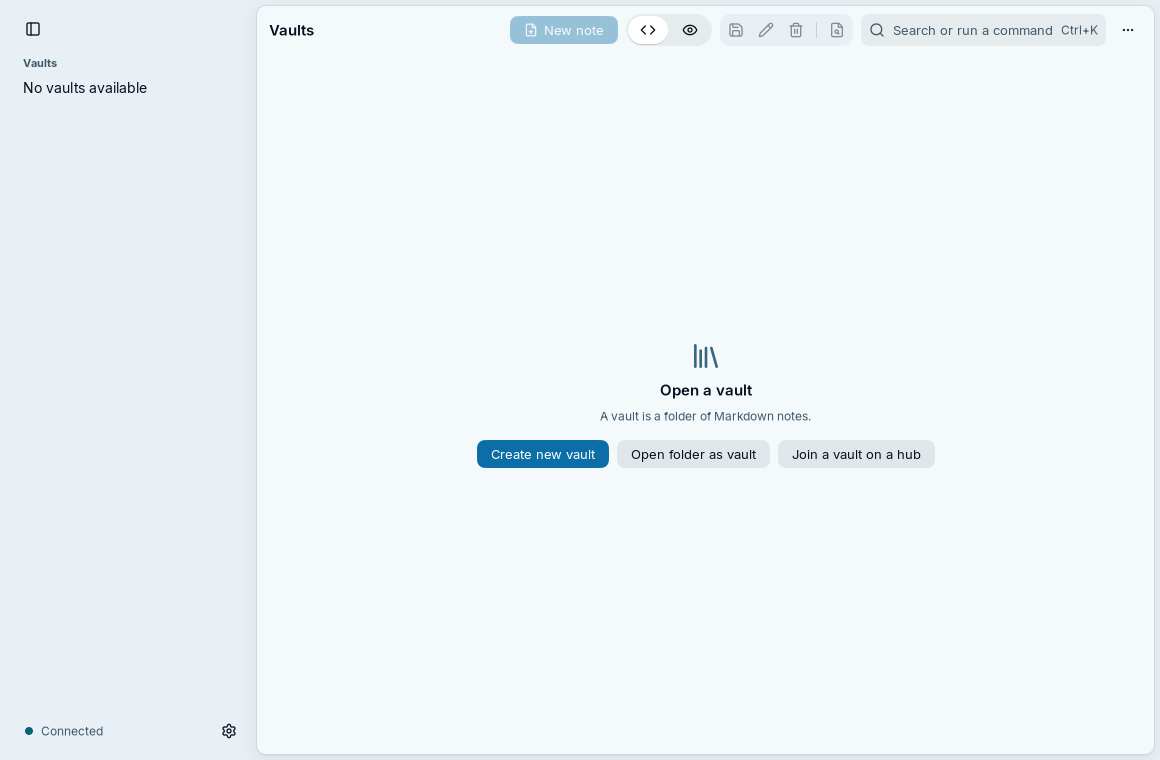 Vaults
No vaults available
Connected
Vaults
New note
Search or run a command Ctrl+K
Open a vault
A vault is a folder of Markdown notes.
Create new vault
Open folder as vault
Join a vault on a hub